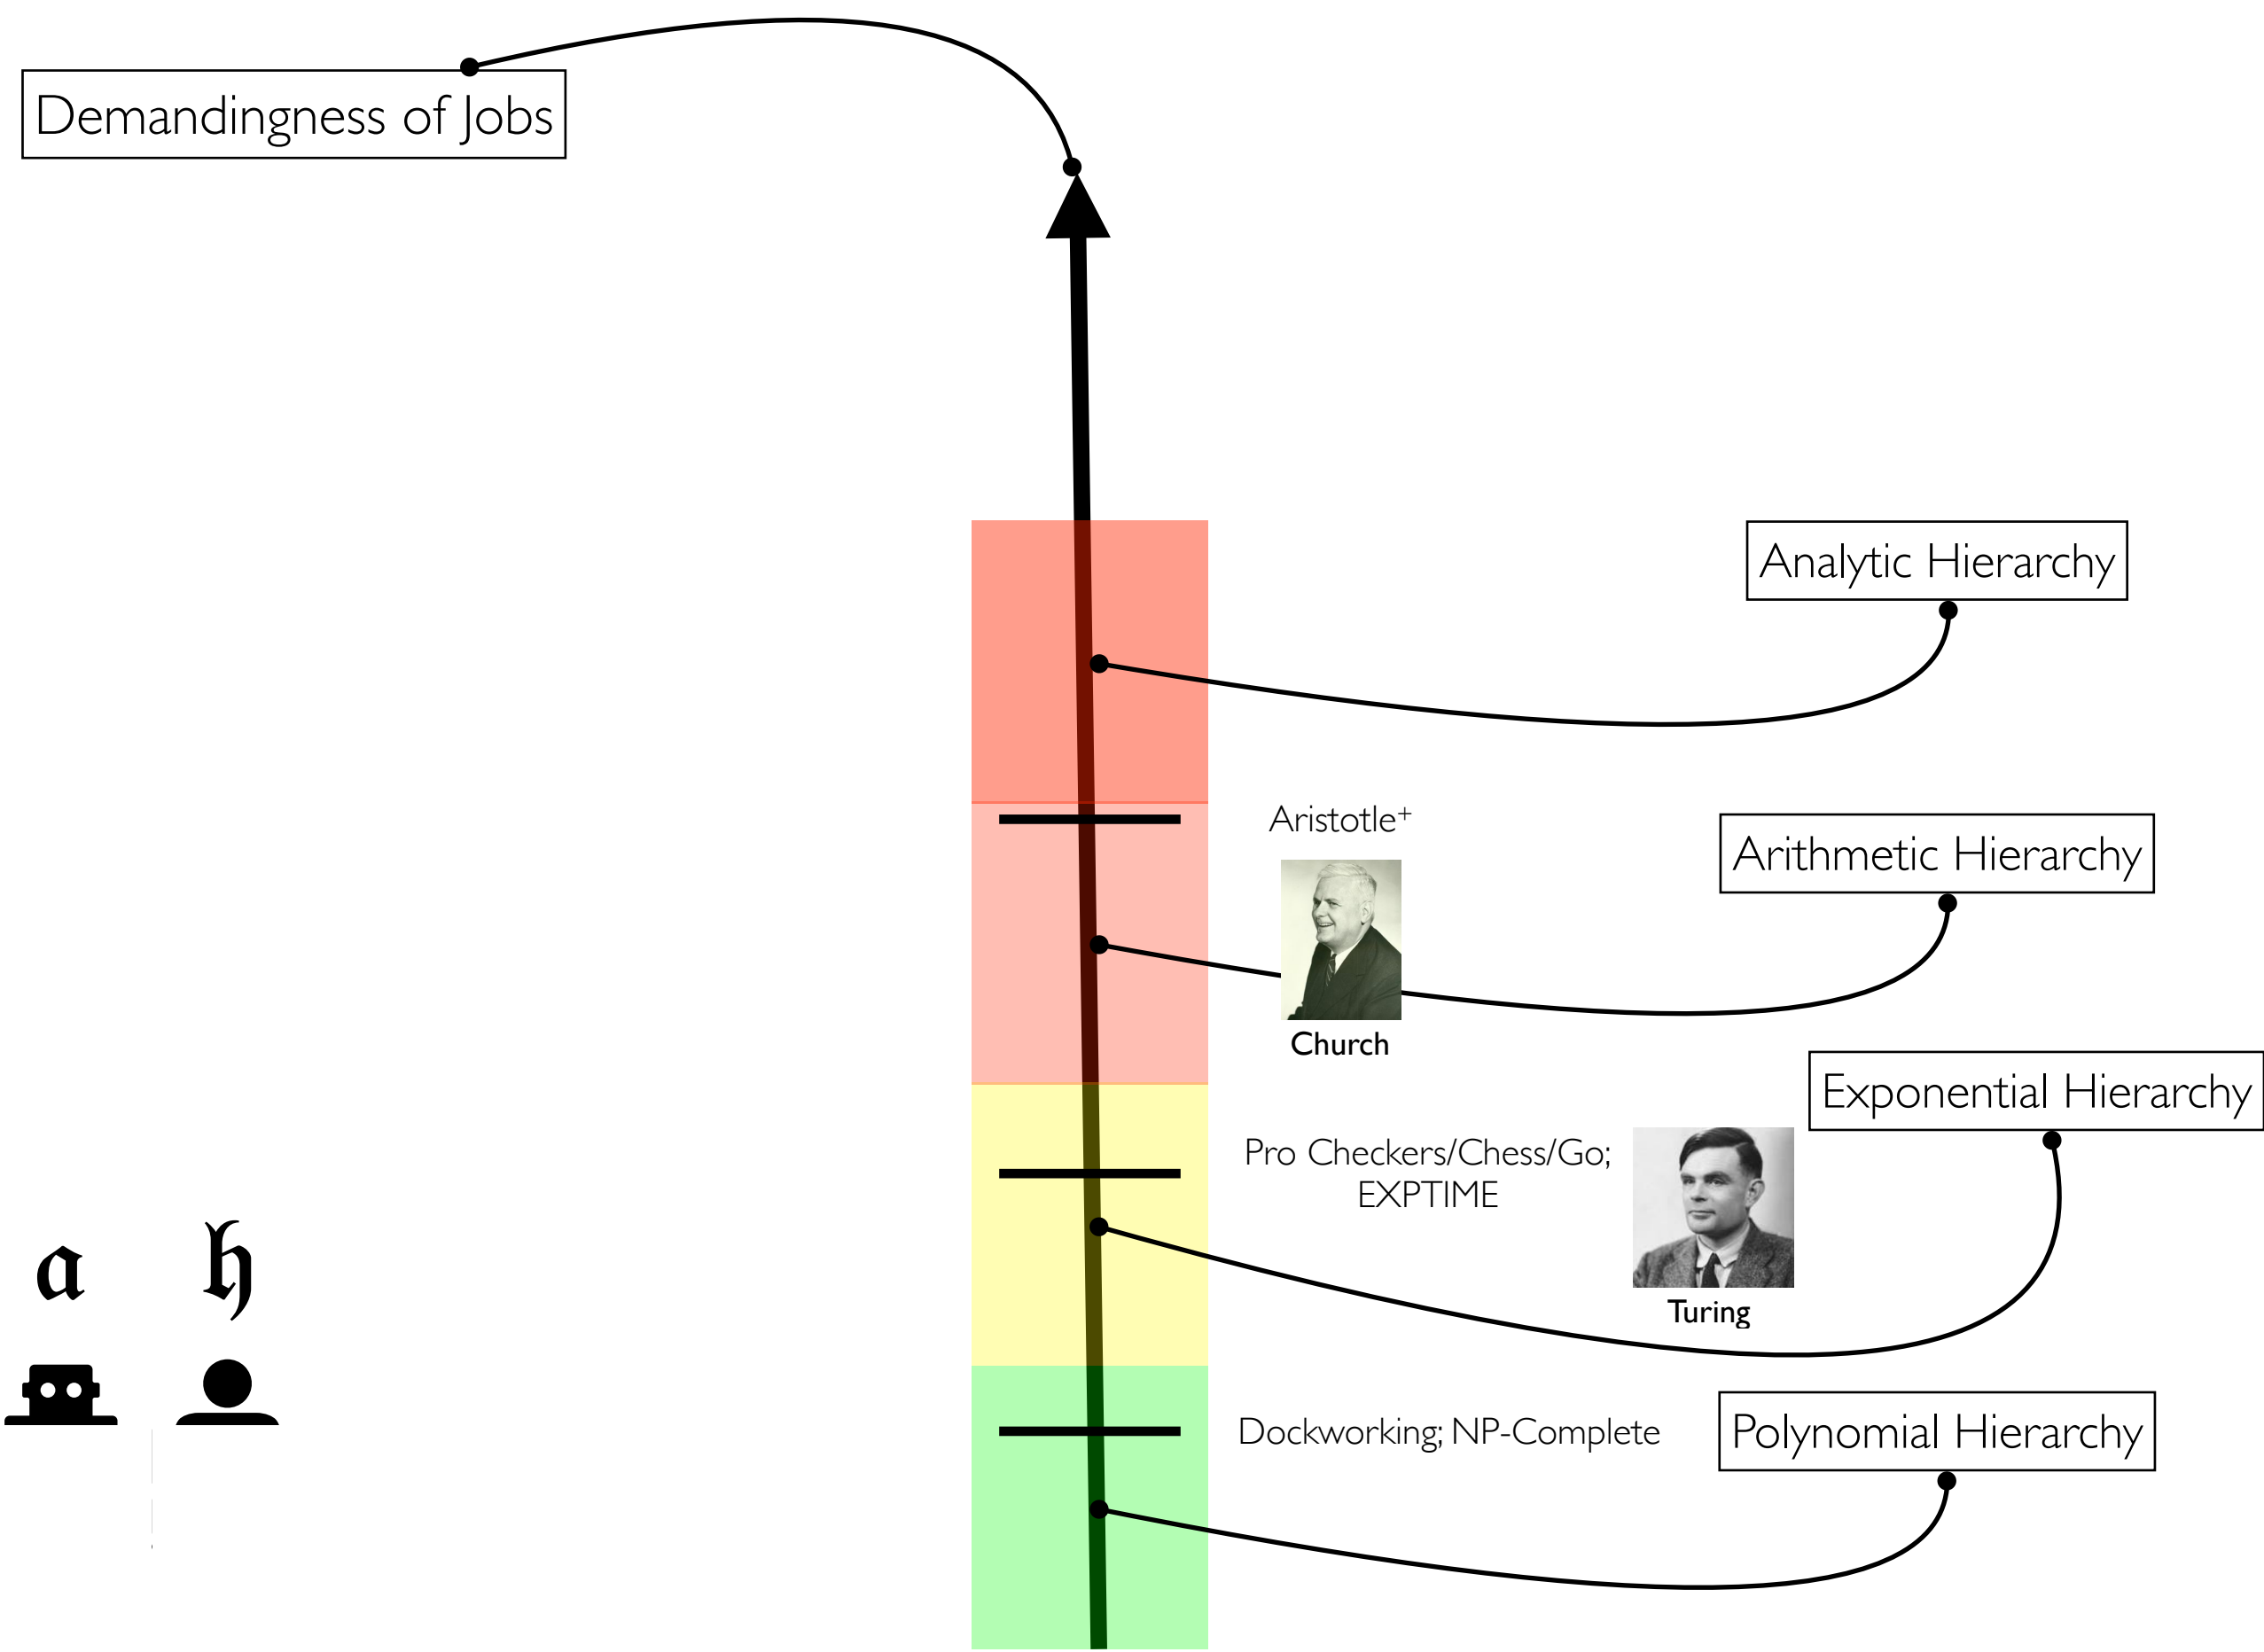 Demandingness of Jobs
Analytic Hierarchy
Aristotle⁺
Arithmetic Hierarchy
Church
Exponential Hierarchy
Pro Checkers/Chess/Go;
EXPTIME
𝔞 𝔥
Turing
Dockworking; NP-Complete
Polynomial Hierarchy